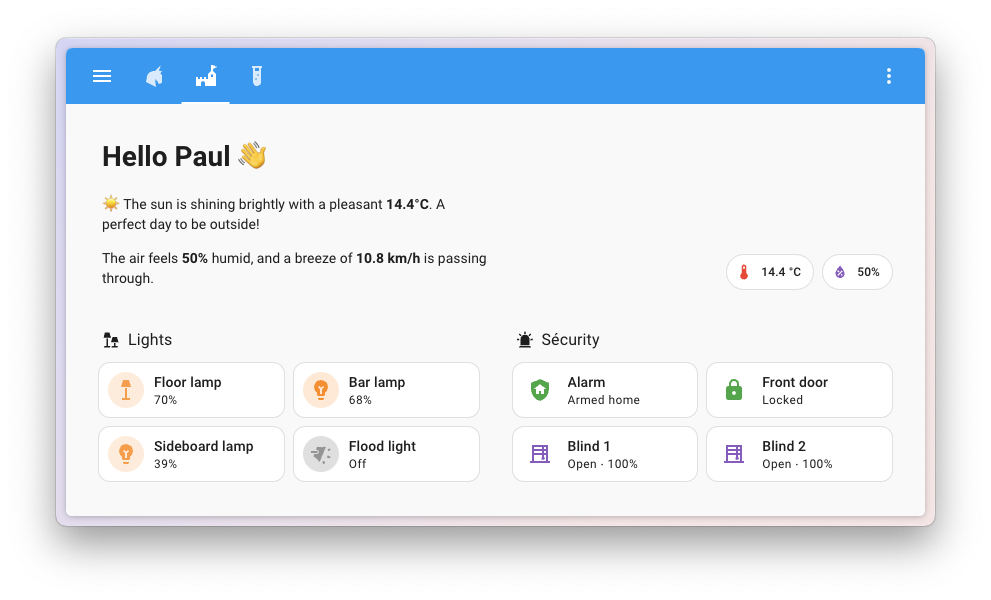 Hello Paul 👋
☀️ The sun is shining brightly with a pleasant 14.4°C. A
perfect day to be outside!
The air feels 50% humid, and a breeze of 10.8 km/h is passing
through.
14.4 °C
50%
Lights
Floor lamp
70%
Bar lamp
68%
Sideboard lamp
39%
Flood light
Off
Sécurity
Alarm
Armed home
Front door
Locked
Blind 1
Open · 100%
Blind 2
Open · 100%